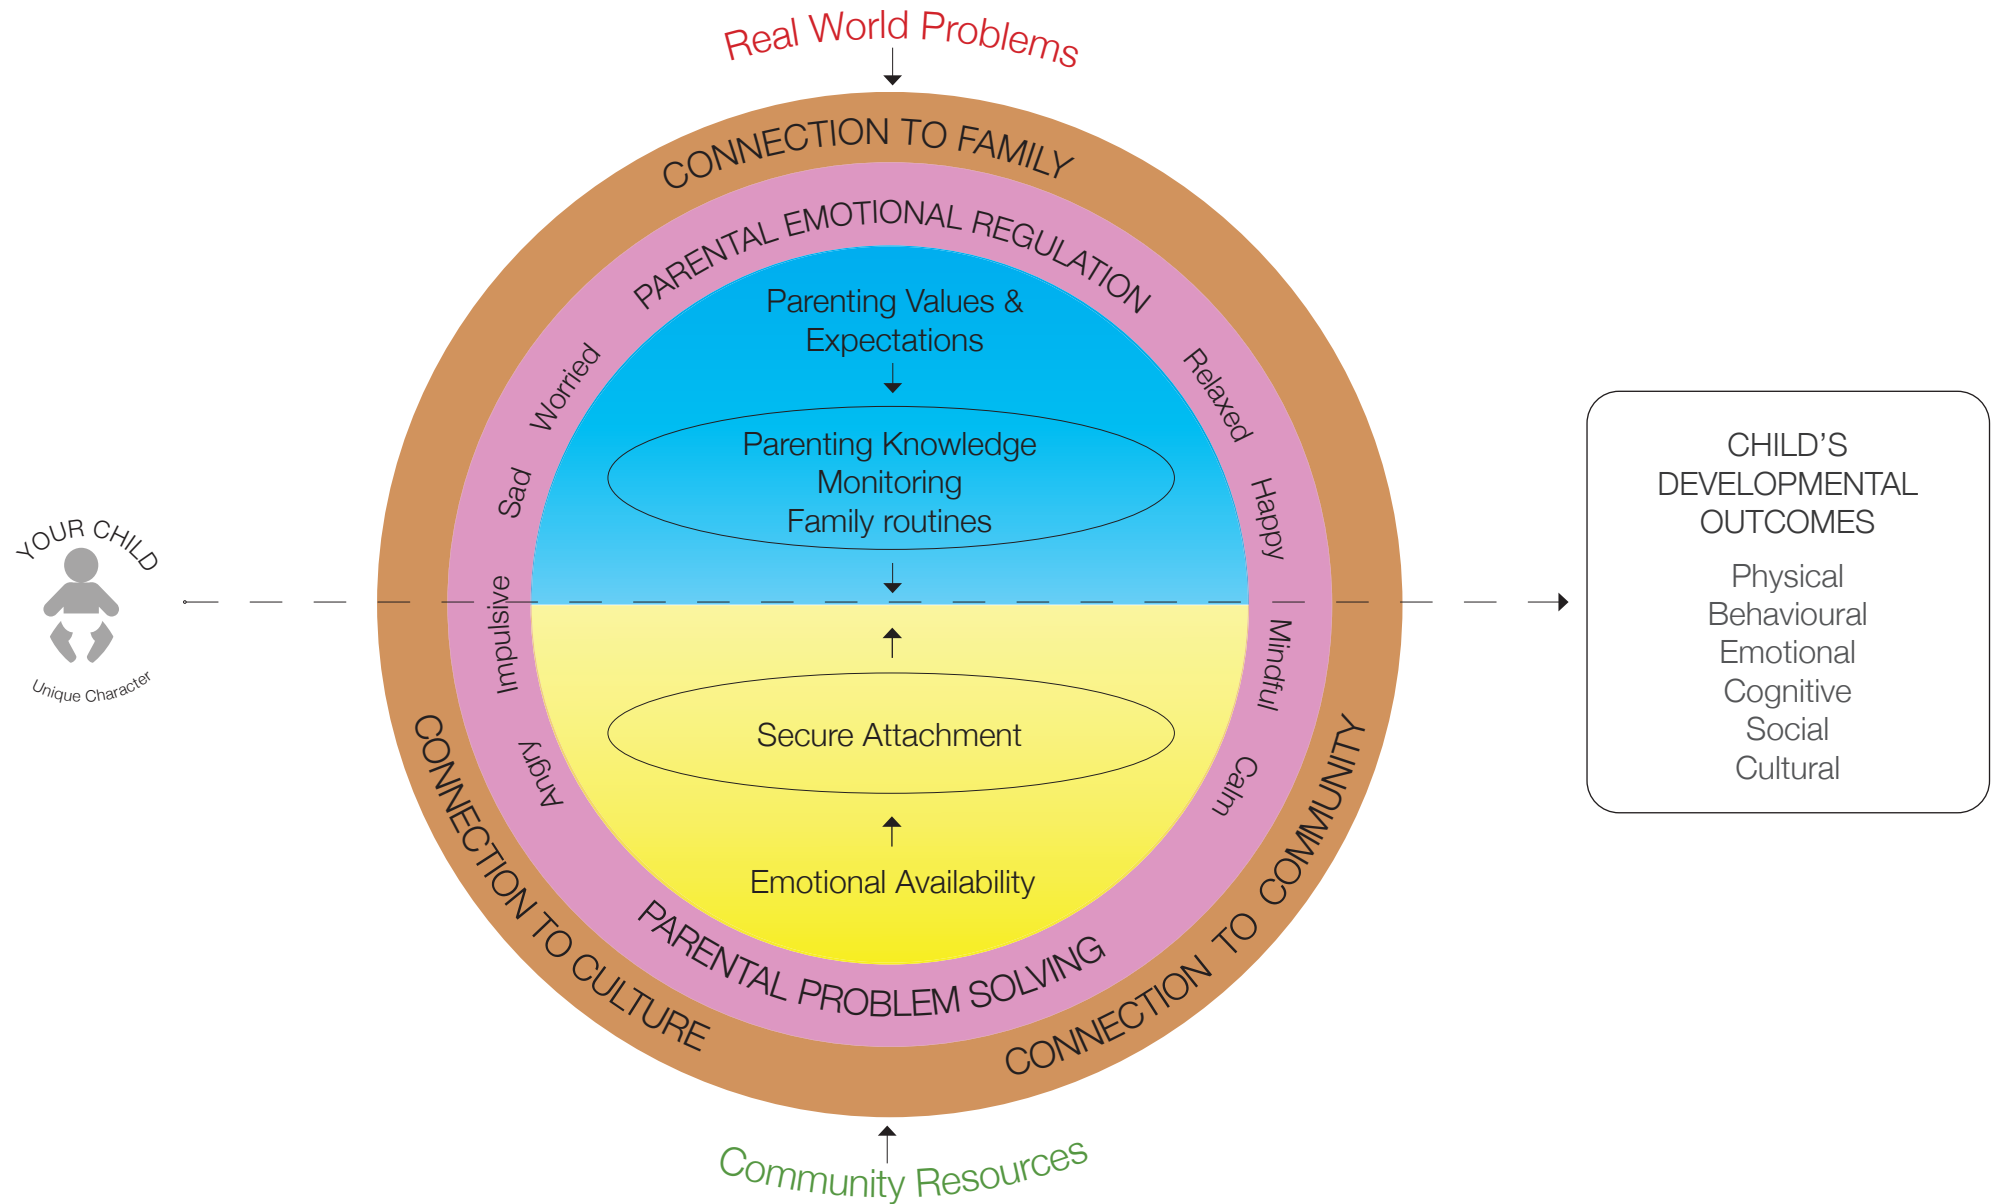 Real World Problems
CONNECTION TO FAMILY
PARENTAL EMOTIONAL REGULATION
Parenting Values &
Expectations
Worried
Relaxed
Parenting Knowledge
Monitoring
Family routines
Sad
Happy
YOUR CHILD
Unique Character
Impulsive
Mindful
Secure Attachment
Angry
Calm
Emotional Availability
PARENTAL PROBLEM SOLVING
CONNECTION TO CULTURE
CONNECTION TO COMMUNITY
Community Resources
CHILD'S
DEVELOPMENTAL
OUTCOMES
Physical
Behavioural
Emotional
Cognitive
Social
Cultural